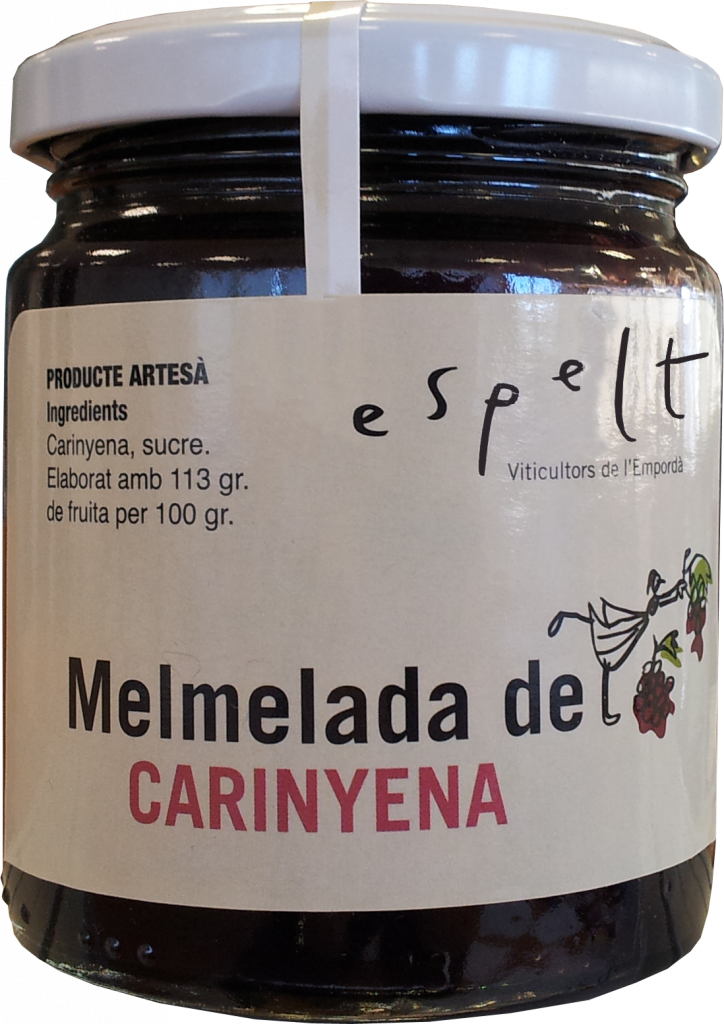 PRODUCTE ARTESÀ
Ingredients
Carinyena, sucre.
Elaborat amb 113 gr.
de fruita per 100 gr.
espelt
Viticultors de l'Empordà
Melmelada de
CARINYENA